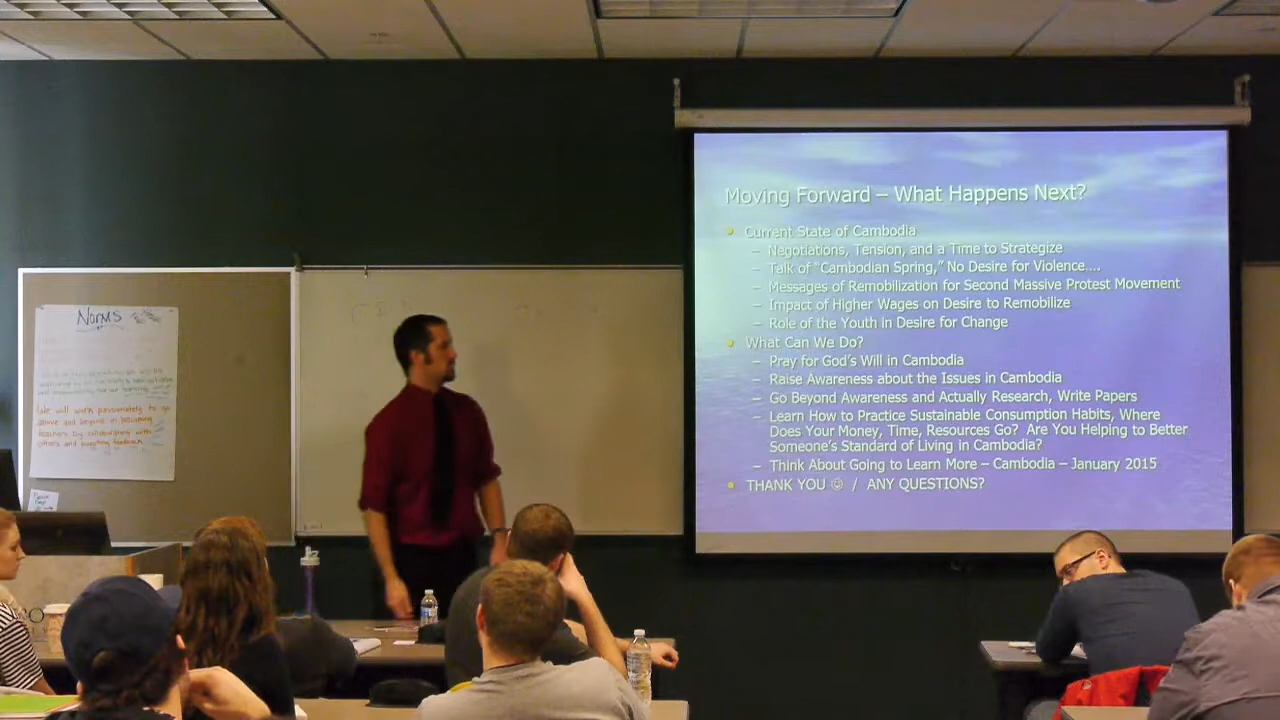 Norms
We will work passionately to go
above and beyond in becoming
teachers by collaborating with
others and
feedback
Moving Forward – What Happens Next?
• Current State of Cambodia
– Negotiations, Tension, and a Time to Strategize
– Talk of “Cambodian Spring,” No Desire for Violence....
– Messages of Remobilization for Second Massive Protest Movement
– Impact of Higher Wages on Desire to Remobilize
– Role of the Youth in Desire for Change
• What Can We Do?
– Pray for God’s Will in Cambodia
– Raise Awareness about the Issues in Cambodia
– Go Beyond Awareness and Actually Research, Write Papers
– Learn How to Practice Sustainable Consumption Habits, Where
Does Your Money, Time, Resources Go? Are You Helping to Better
Someone’s Standard of Living in Cambodia?
– Think About Going to Learn More – Cambodia – January 2015
• THANK YOU ☺ / ANY QUESTIONS?